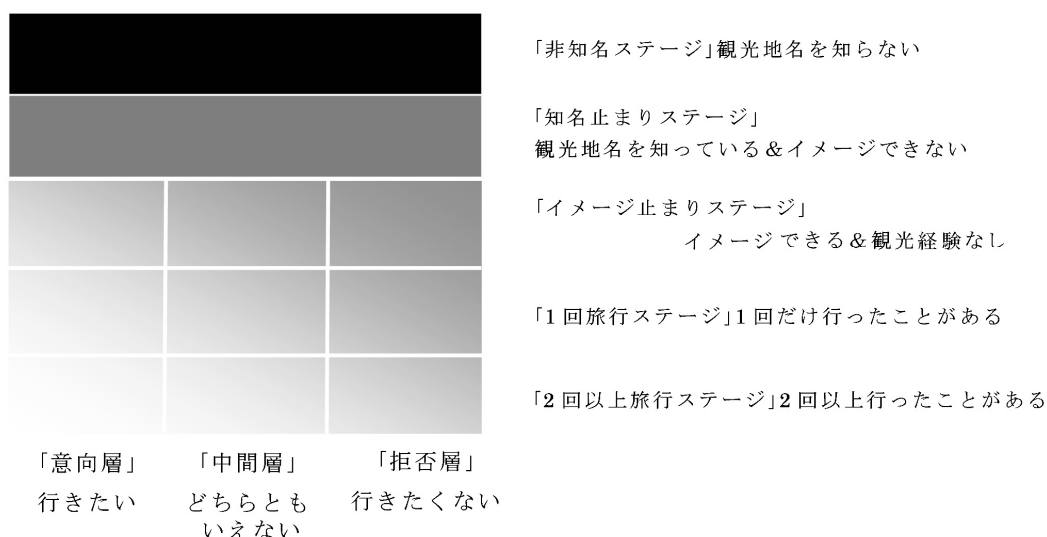 「非知名ステージ」観光地名を知らない
「知名止まりステージ」
観光地名を知っている&イメージできない
「イメージ止まりステージ」
イメージできる&観光経験なし
「1回旅行ステージ」1回だけ行ったことがある
「2回以上旅行ステージ」2回以上行ったことがある
「意向層」 「中間層」 「拒否層」
行きたい どちらとも 行きたくない
いえない